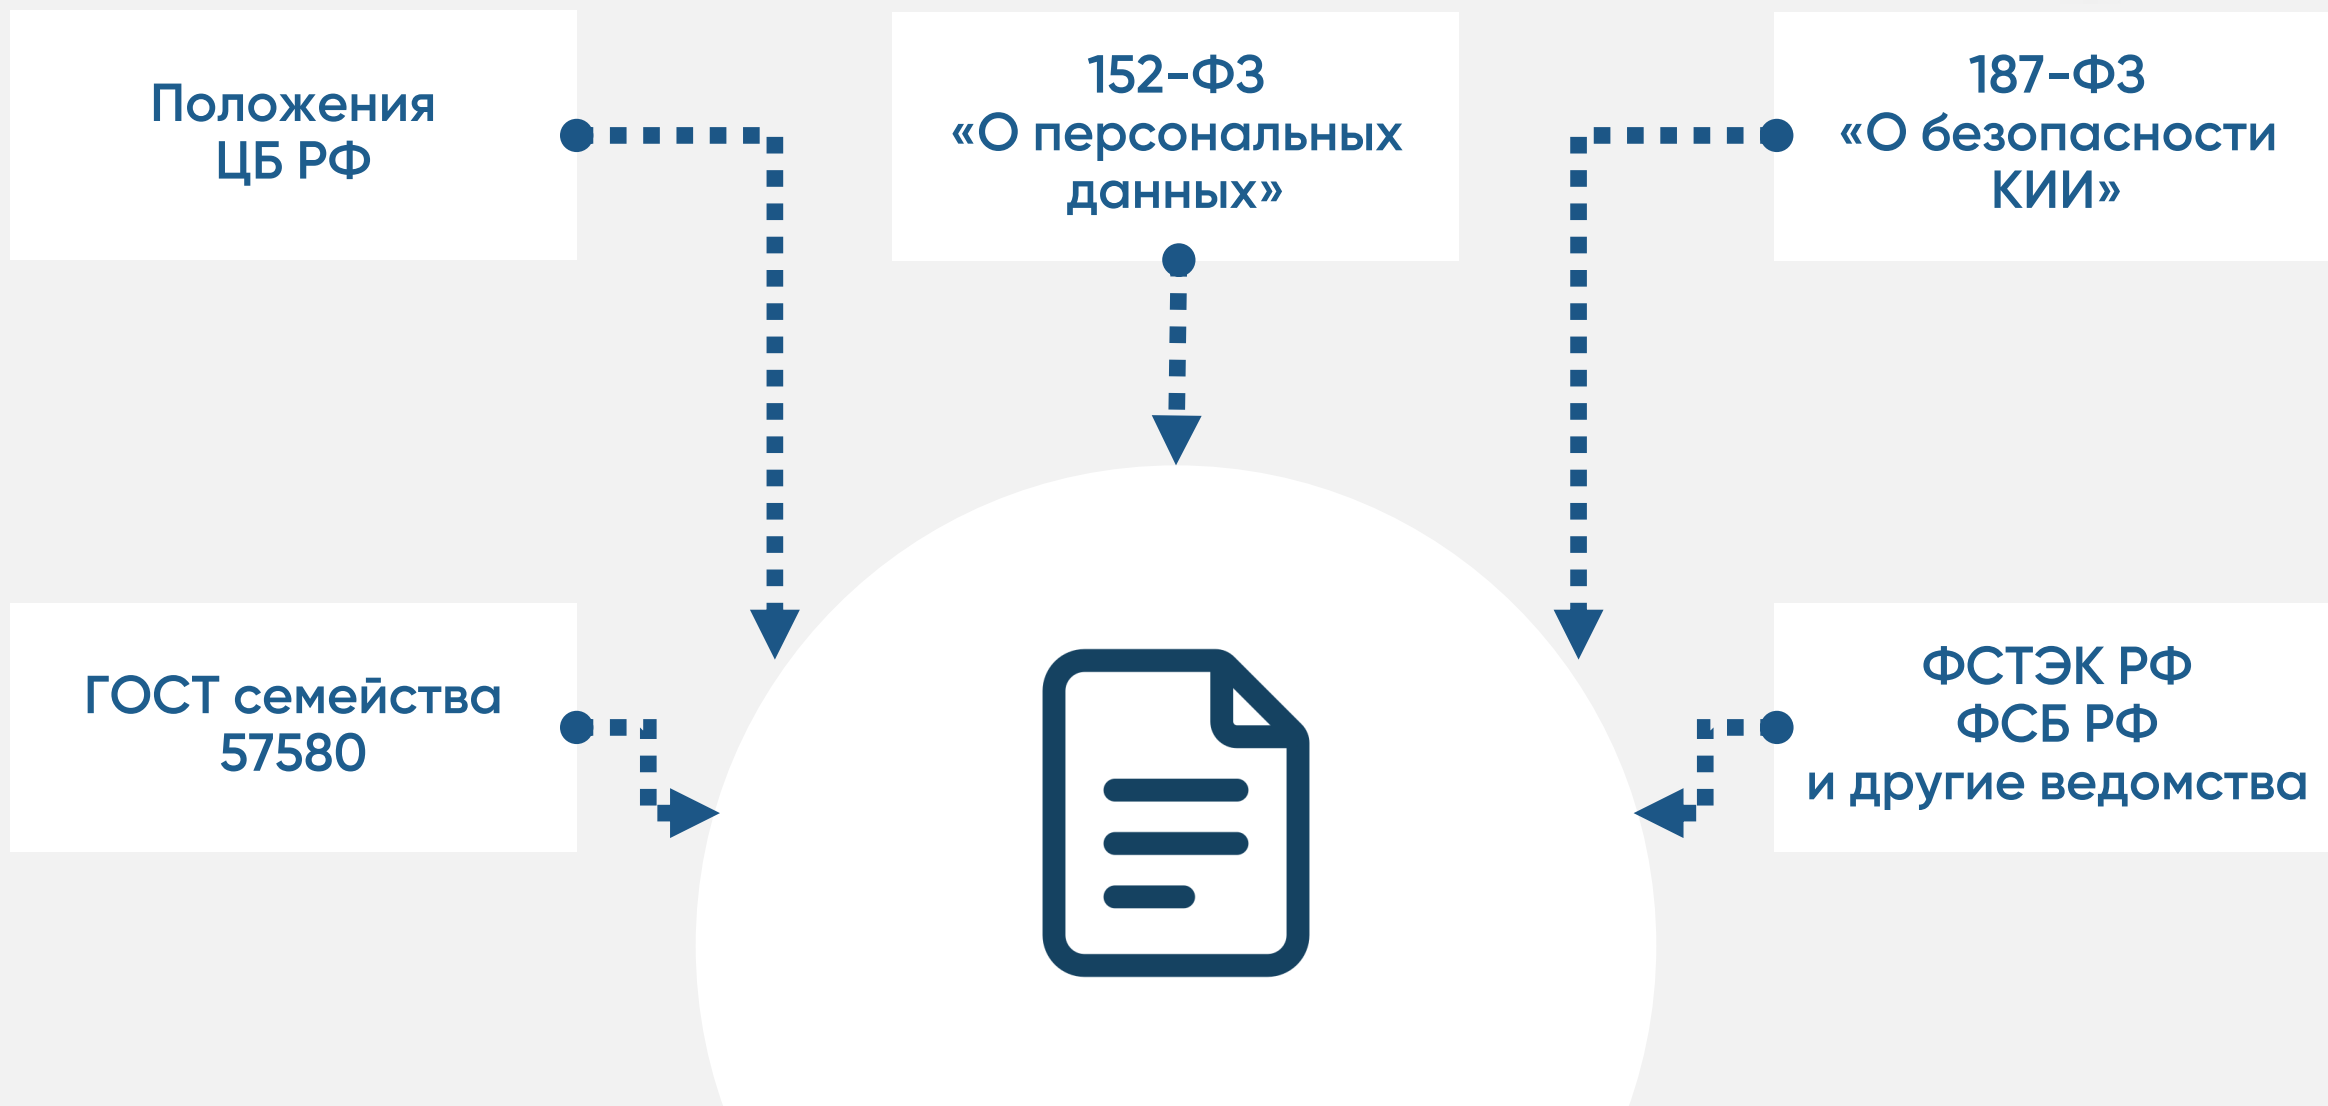 Положения
ЦБ РФ
152-ФЗ
«О персональных
данных»
187-ФЗ
«О безопасности
КИИ»
ГОСТ семейства
57580
ФСТЭК РФ
ФСБ РФ
и другие ведомства